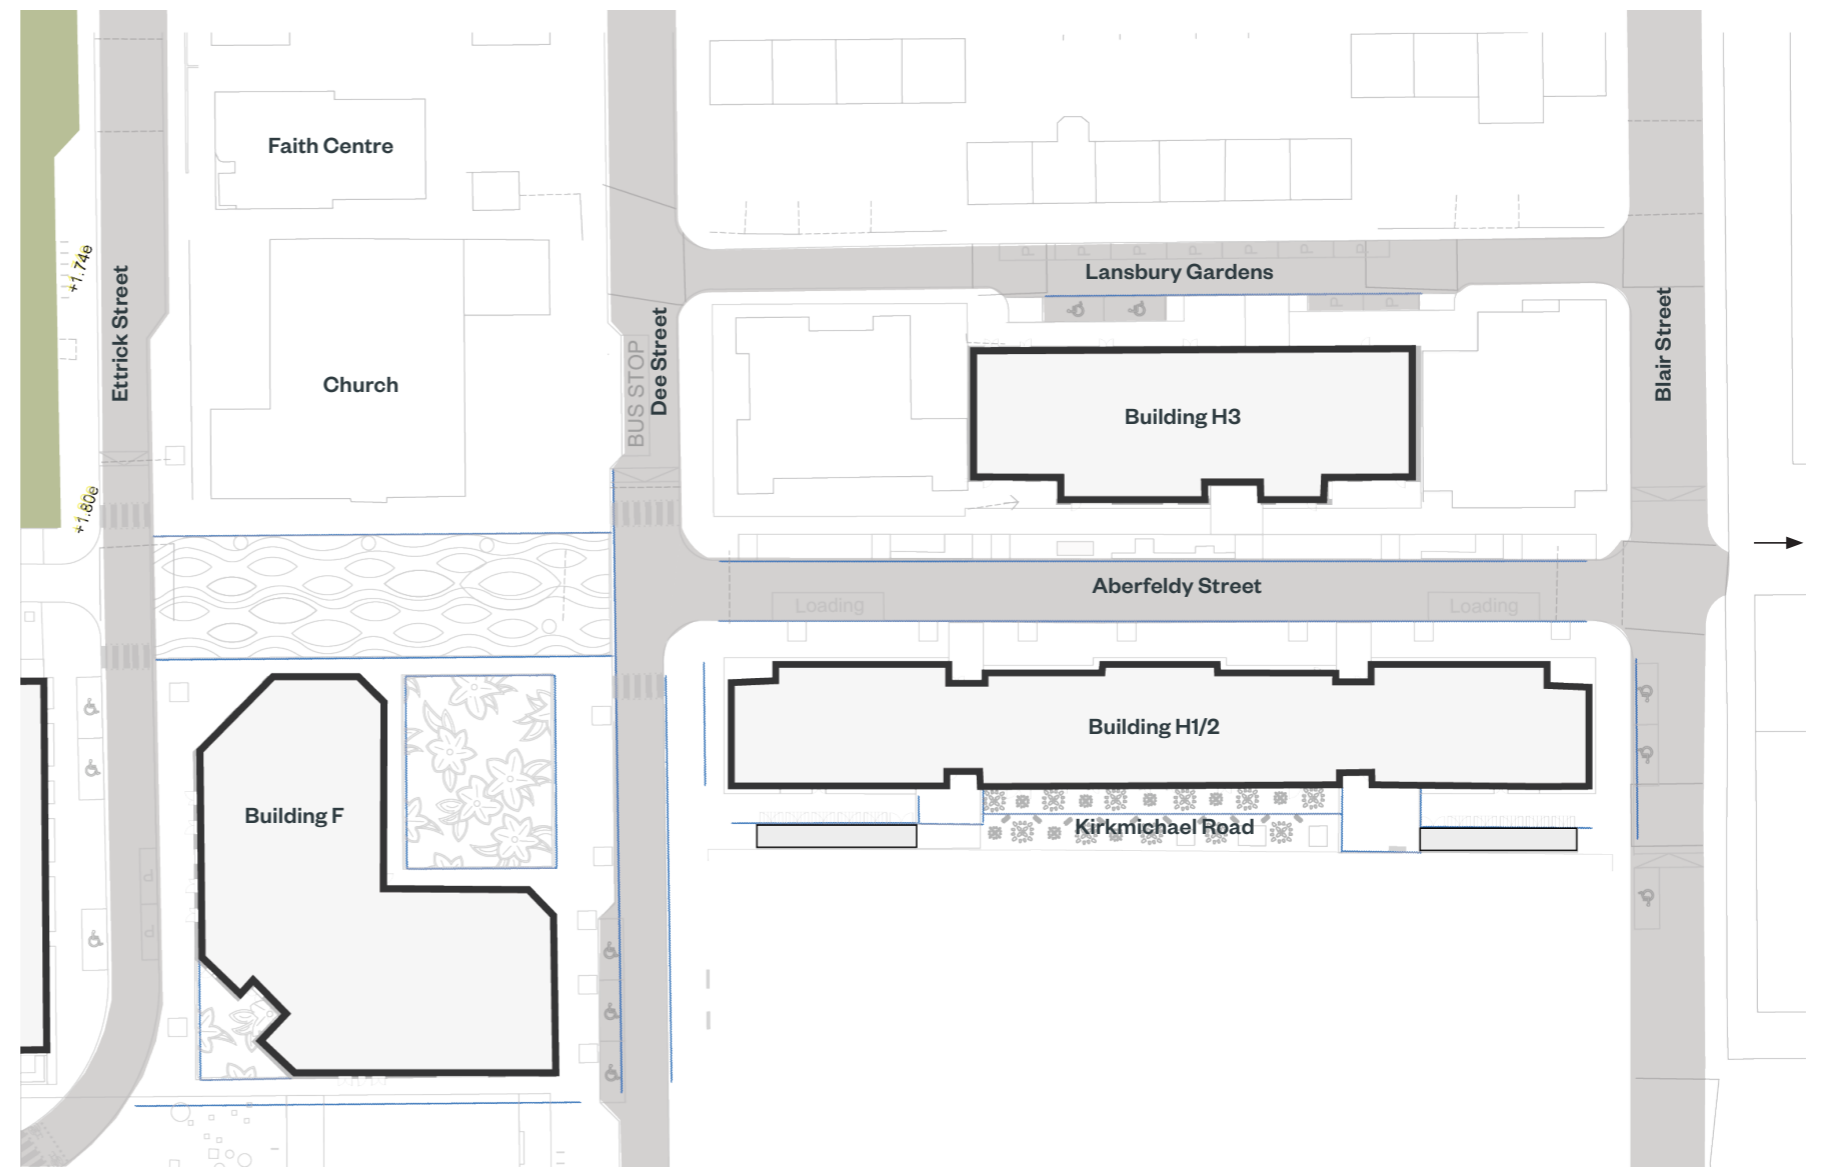 Faith Centre
+1.74e
Lansbury Gardens
P P P P P P P
P P
Ettrick Street
Dee Street
Blair Street
BUS STOP
Church
Building H3
+1.80e
Aberfeldy Street
Loading
Loading
Building H1/2
Building F
Kirkmichael Road
P
P